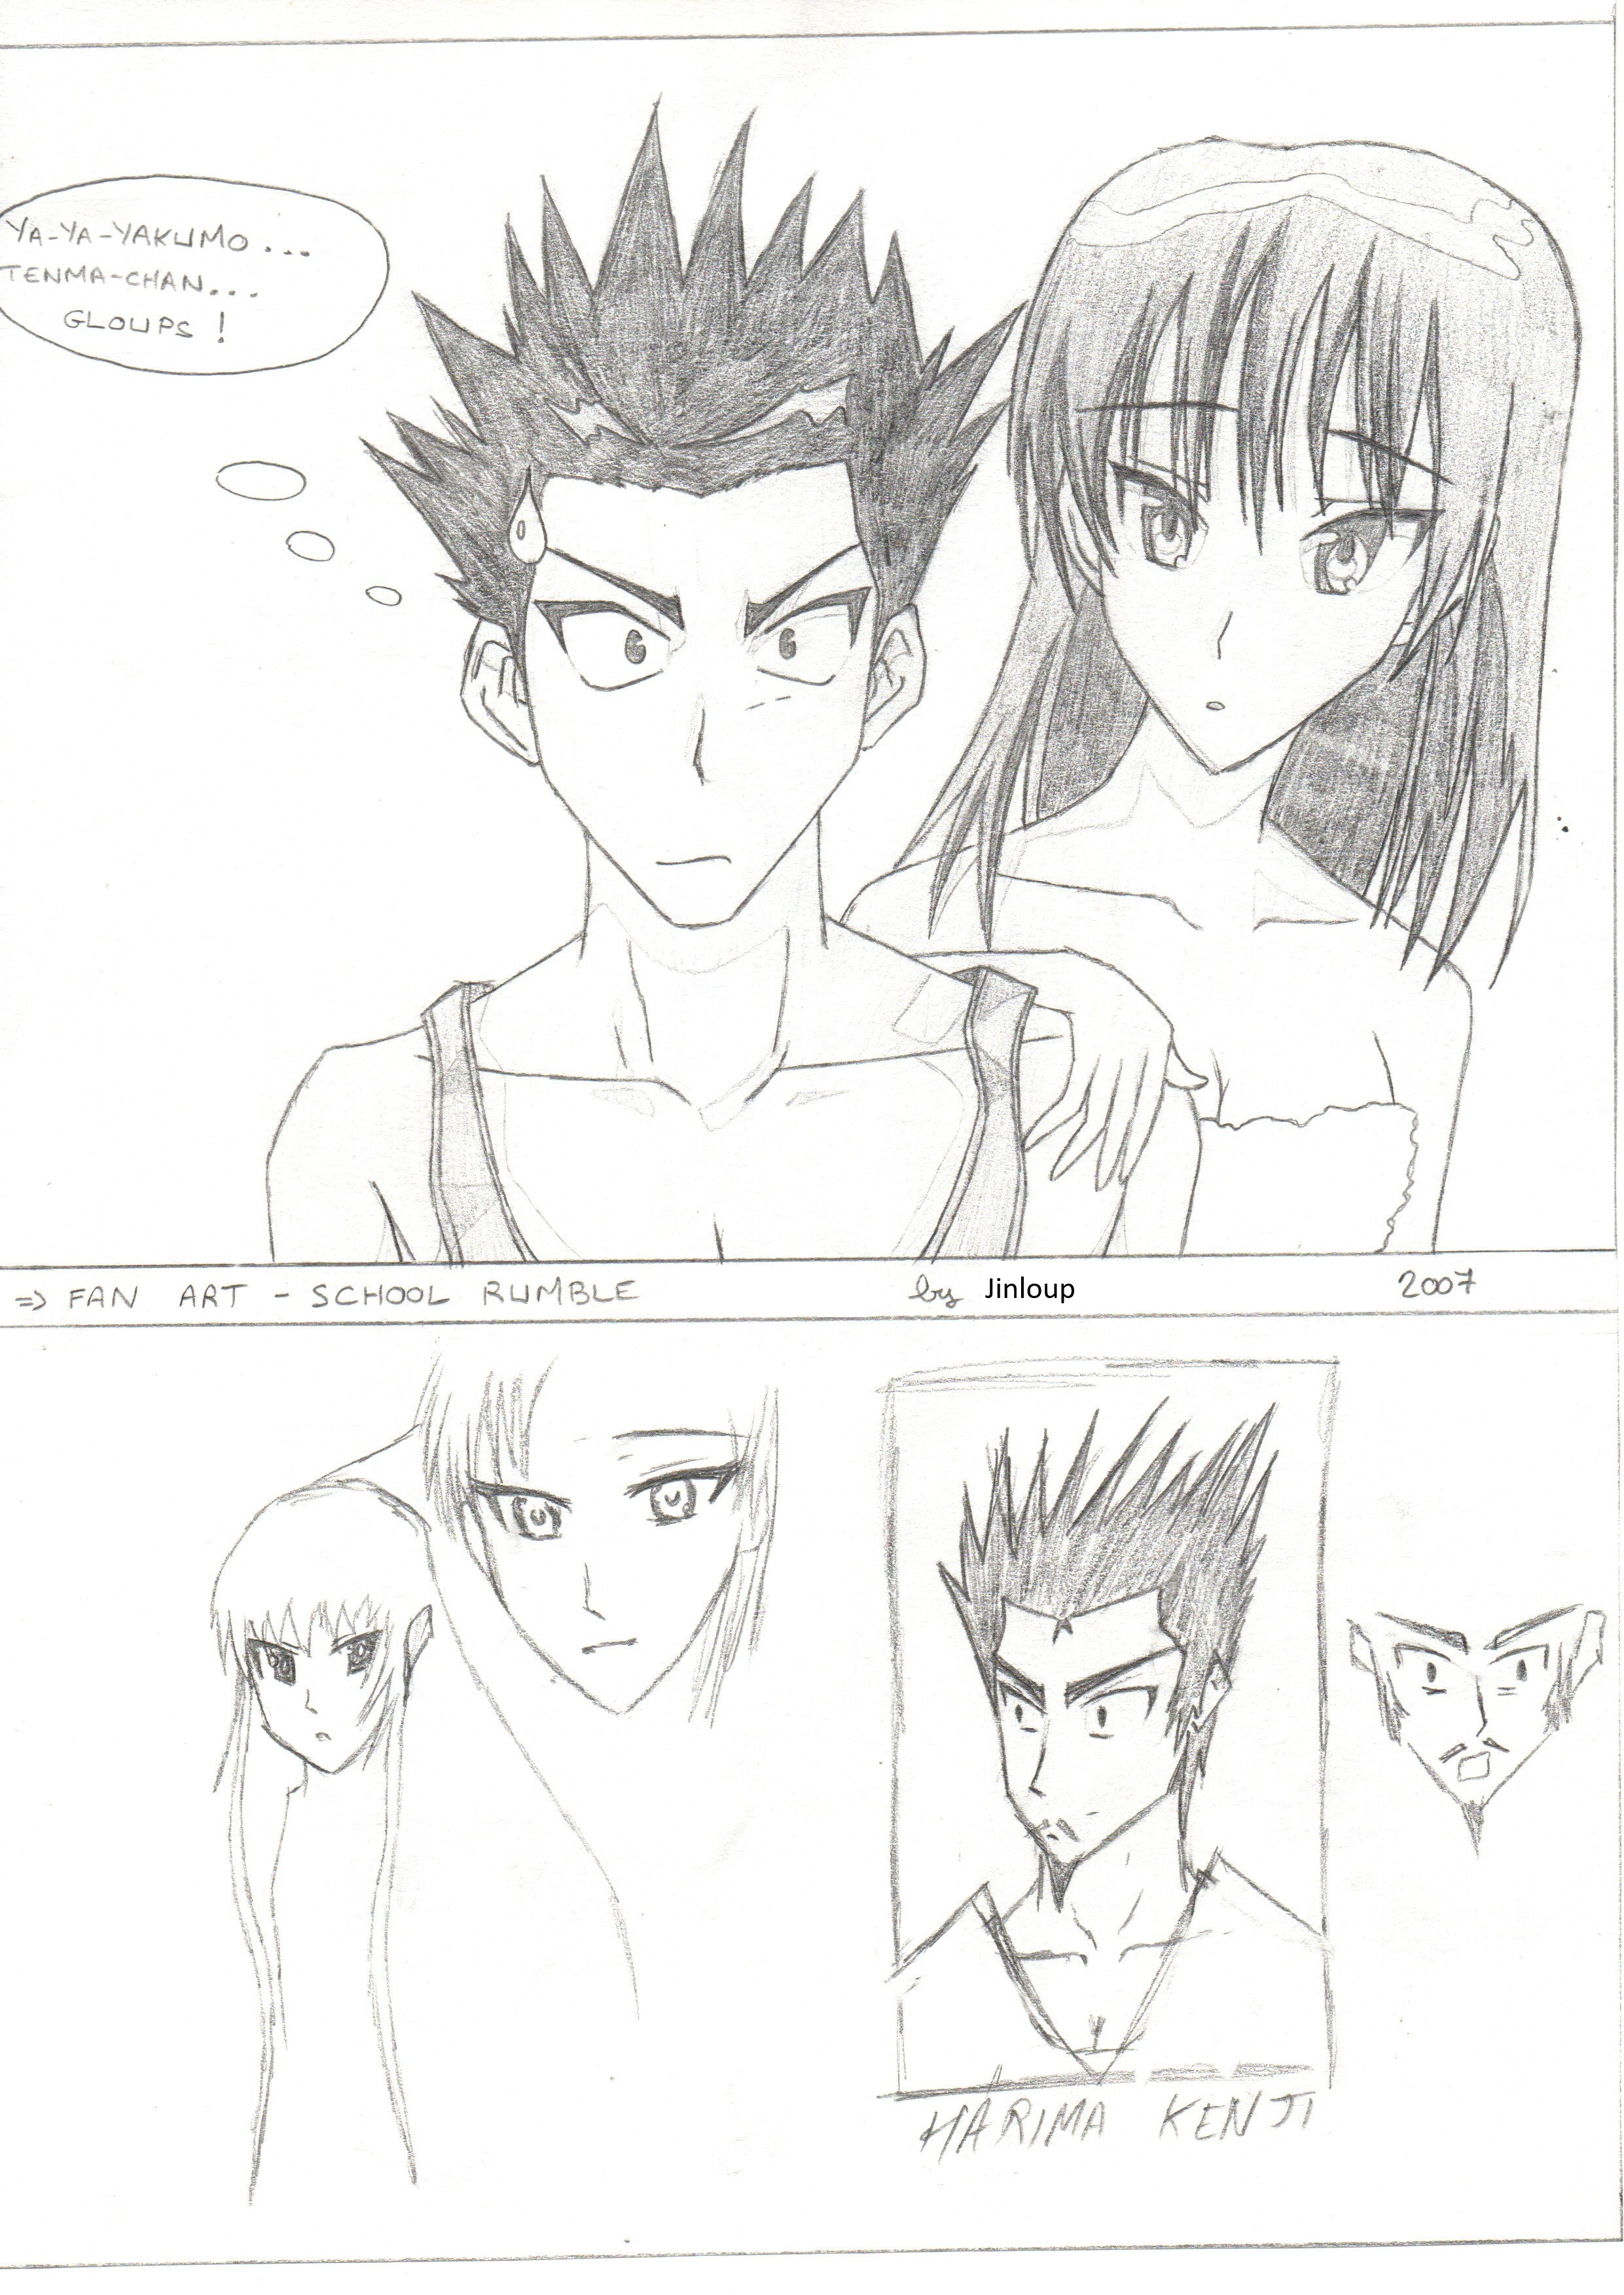 YA-YA-YAKUMO...
TENMA-CHAN...
GLOUPS !
=> FAN ART - SCHOOL RUMBLE by Jinloup 2007
HARIMA KENJI